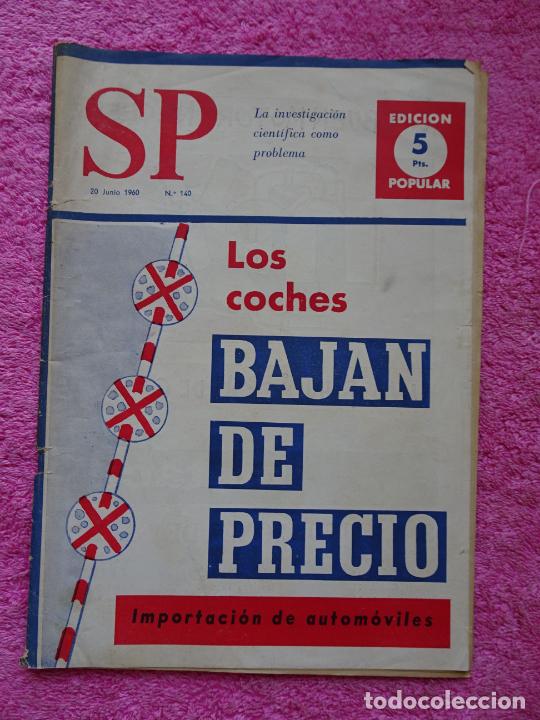 SP
20 Junio 1960 N.º 140
La investigación
científica como
problema
EDICION
5
Pts.
POPULAR
Los
coches
BAJAN
DE
PRECIO
Importación de automóviles
todocoleccion.net